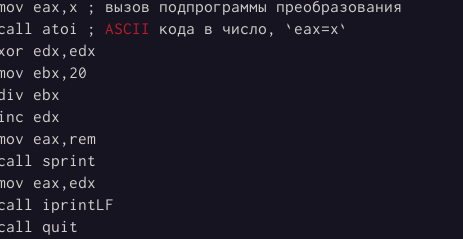 mov eax,x ; вызов подпрограммы преобразования
call atoi ; ASCII кода в число, `eax=x`
xor edx,edx
mov ebx,20
div ebx
inc edx
mov eax,rem
call sprint
mov eax,edx
call iprintLF
call quit